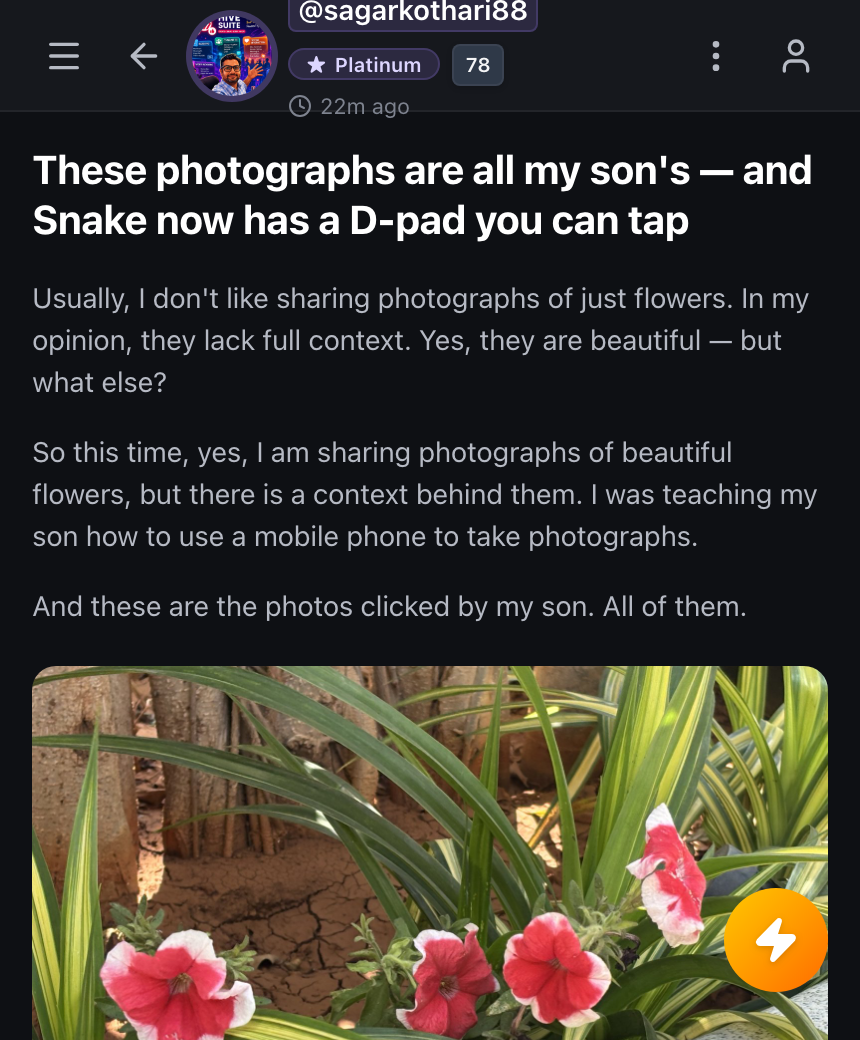 HIVE
SUITE
@sagarkothari88
★ Platinum
78
22m ago
These photographs are all my son's — and
Snake now has a D-pad you can tap
Usually, I don't like sharing photographs of just flowers. In my
opinion, they lack full context. Yes, they are beautiful — but
what else?
So this time, yes, I am sharing photographs of beautiful
flowers, but there is a context behind them. I was teaching my
son how to use a mobile phone to take photographs.
And these are the photos clicked by my son. All of them.